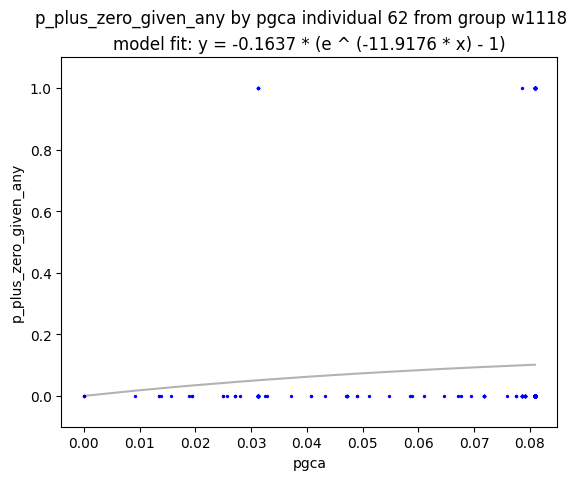 p_plus_zero_given_any by pgca individual 62 from group w1118
model fit: y = -0.1637 * (e ^ (-11.9176 * x) - 1)
1.0
0.8
0.6
0.4
0.2
0.0
p_plus_zero_given_any
0.00 0.01 0.02 0.03 0.04 0.05 0.06 0.07 0.08
pgca